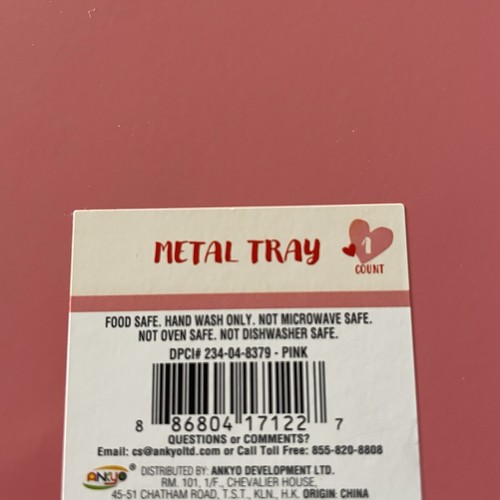 METAL TRAY
1
COUNT
FOOD SAFE. HAND WASH ONLY. NOT MICROWAVE SAFE.
NOT OVEN SAFE. NOT DISHWASHER SAFE.
DPCI# 234-04-8379 - PINK
8 86804 17122 7
QUESTIONS or COMMENTS?
Email: cs@ankyoltd.com or Call Toll Free: 855-820-8808
ANKYO
DISTRIBUTED BY: ANKYO DEVELOPMENT LTD.
RM. 101, 1/F., CHEVALIER HOUSE,
45-51 CHATHAM ROAD, T.S.T., KLN., H.K. ORIGIN: CHINA